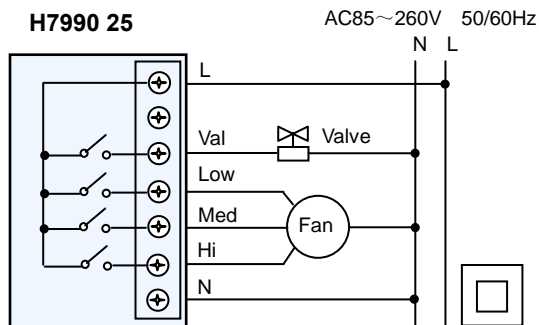 H7990 25
AC85～260V 50/60Hz
N L
L
Val
Valve
Low
Med
Fan
Hi
N